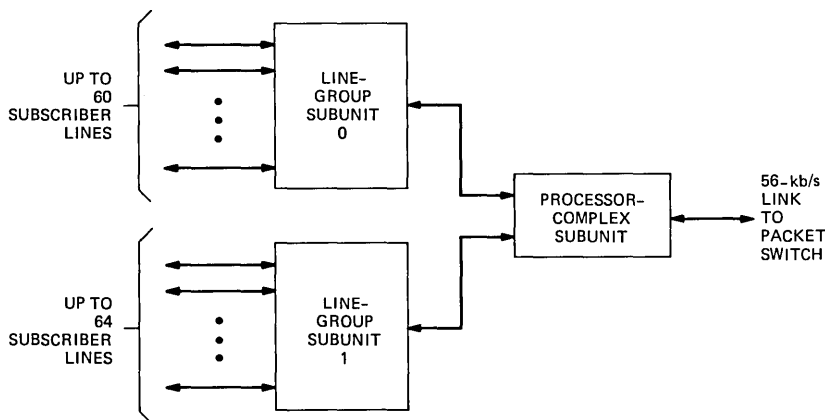 UP TO
60
SUBSCRIBER
LINES
LINE-
GROUP
SUBUNIT
0
PROCESSOR-
COMPLEX
SUBUNIT
56-kb/s
LINK
TO
PACKET
SWITCH
UP TO
64
SUBSCRIBER
LINES
LINE-
GROUP
SUBUNIT
1